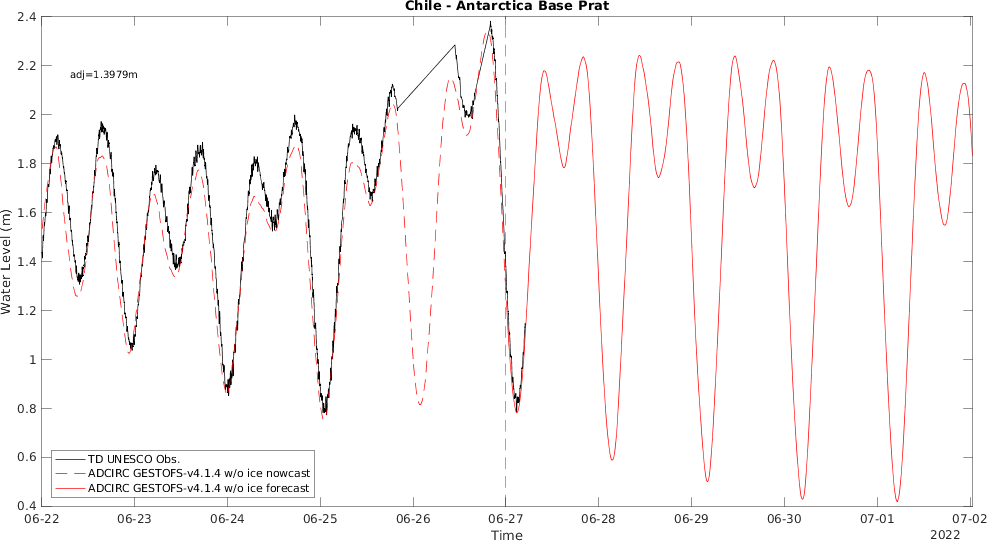 Chile - Antarctica Base Prat
2.4
2.2
2
1.8
1.6
1.4
1.2
1
0.8
0.6
0.4
Water Level (m)
adj=1.3979m
TD UNESCO Obs.
ADCIRC GESTOFS-v4.1.4 w/o ice nowcast
ADCIRC GESTOFS-v4.1.4 w/o ice forecast
06-22 06-23 06-24 06-25 06-26 06-27 06-28 06-29 06-30 07-01 07-02
Time
2022